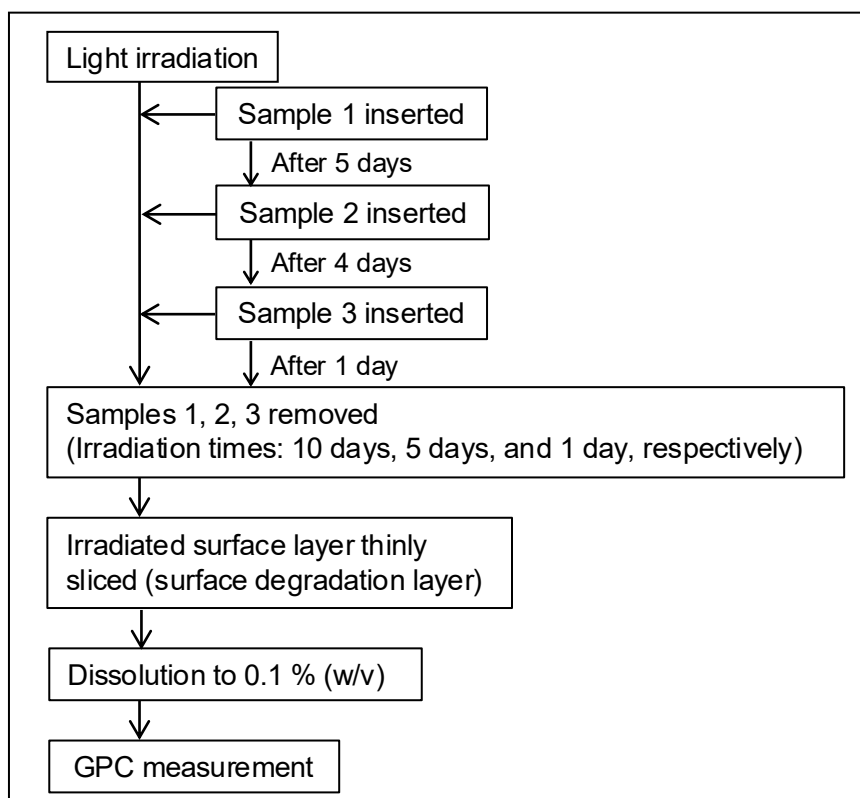 Light irradiation
Sample 1 inserted
After 5 days
Sample 2 inserted
After 4 days
Sample 3 inserted
After 1 day
Samples 1, 2, 3 removed
(Irradiation times: 10 days, 5 days, and 1 day, respectively)
Irradiated surface layer thinly
sliced (surface degradation layer)
Dissolution to 0.1 % (w/v)
GPC measurement